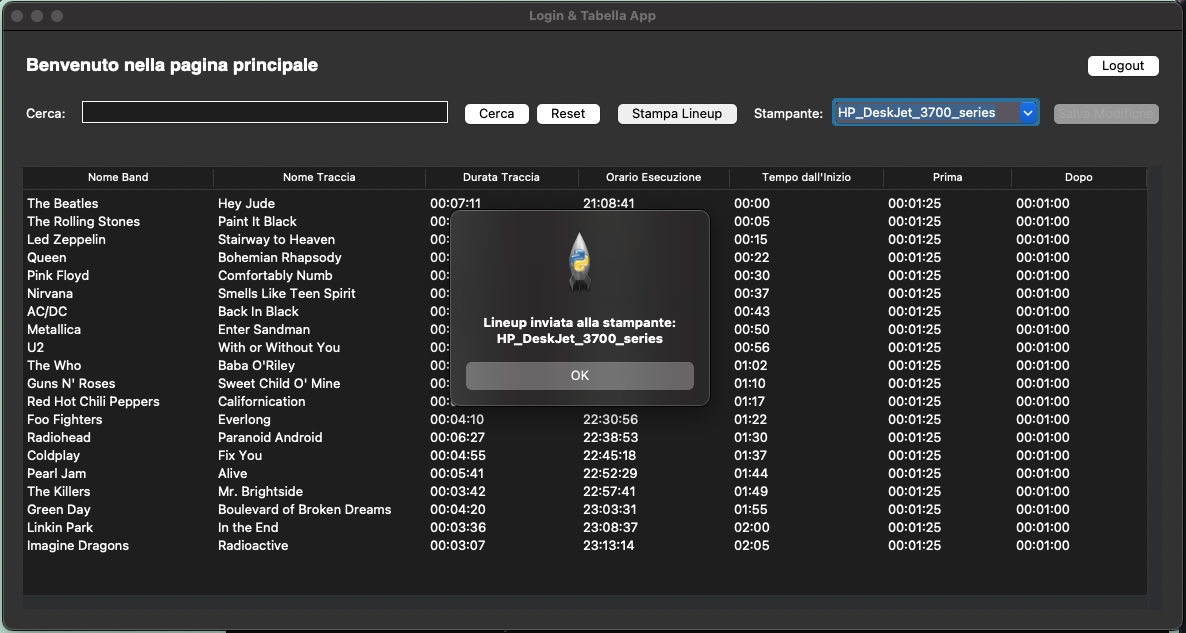 Login & Tabella App
Benvenuto nella pagina principale
Logout
Cerca: Cerca Reset Stampa Lineup Stampante: HP_DeskJet_3700_series Salva Modifiche
Nome Band Nome Traccia Durata Traccia Orario Esecuzione Tempo dall'Inizio Prima Dopo
The Beatles Hey Jude 00:07:11 21:08:41 00:00 00:01:25 00:01:00
The Rolling Stones Paint It Black 00: 00:05 00:01:25 00:01:00
Led Zeppelin Stairway to Heaven 00: 00:15 00:01:25 00:01:00
Queen Bohemian Rhapsody 00: 00:22 00:01:25 00:01:00
Pink Floyd Comfortably Numb 00: 00:30 00:01:25 00:01:00
Nirvana Smells Like Teen Spirit 00: 00:37 00:01:25 00:01:00
AC/DC Back In Black 00: 00:43 00:01:25 00:01:00
Metallica Enter Sandman 00: 00:50 00:01:25 00:01:00
U2 With or Without You 00: 00:56 00:01:25 00:01:00
The Who Baba O'Riley 00: 01:02 00:01:25 00:01:00
Guns N' Roses Sweet Child O' Mine 00: 01:10 00:01:25 00:01:00
Red Hot Chili Peppers Californication 00: 01:17 00:01:25 00:01:00
Foo Fighters Everlong 00:04:10 22:30:56 01:22 00:01:25 00:01:00
Radiohead Paranoid Android 00:06:27 22:38:53 01:30 00:01:25 00:01:00
Coldplay Fix You 00:04:55 22:45:18 01:37 00:01:25 00:01:00
Pearl Jam Alive 00:05:41 22:52:29 01:44 00:01:25 00:01:00
The Killers Mr. Brightside 00:03:42 22:57:41 01:49 00:01:25 00:01:00
Green Day Boulevard of Broken Dreams 00:04:20 23:03:31 01:55 00:01:25 00:01:00
Linkin Park In the End 00:03:36 23:08:37 02:00 00:01:25 00:01:00
Imagine Dragons Radioactive 00:03:07 23:13:14 02:05 00:01:25 00:01:00
Lineup inviata alla stampante:
HP_DeskJet_3700_series
OK